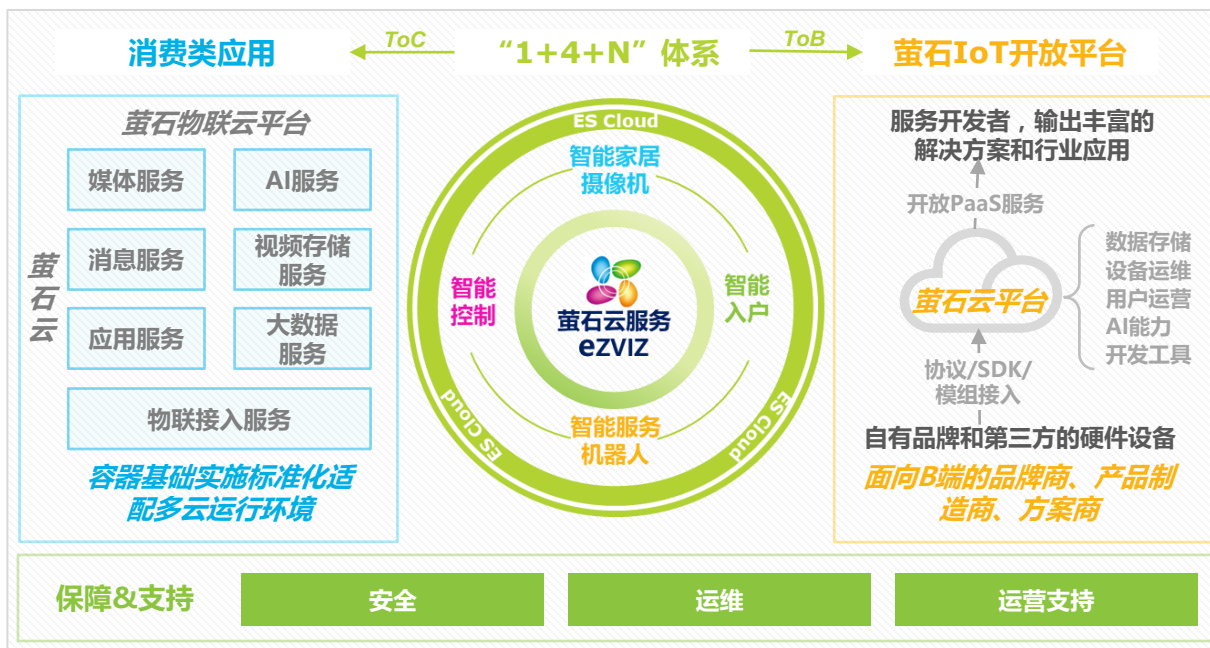 消费类应用
ToC
“1+4+N”体系
ToB
萤石IoT开放平台
萤石物联云平台
萤石云
媒体服务
AI服务
消息服务
视频存储
服务
应用服务
大数据
服务
物联接入服务
容器基础实施标准化适
配多云运行环境
ES Cloud
智能家居
摄像机
智能
控制
智能
入户
萤石云服务
eZVIZ
智能服务
机器人
ES Cloud
ES Cloud
服务开发者，输出丰富的
解决方案和行业应用
开放PaaS服务
萤石云平台
数据存储
设备运维
用户运营
AI能力
开发工具
协议/SDK/
模组接入
自有品牌和第三方的硬件设备
面向B端的品牌商、产品制
造商、方案商
保障&支持
安全
运维
运营支持